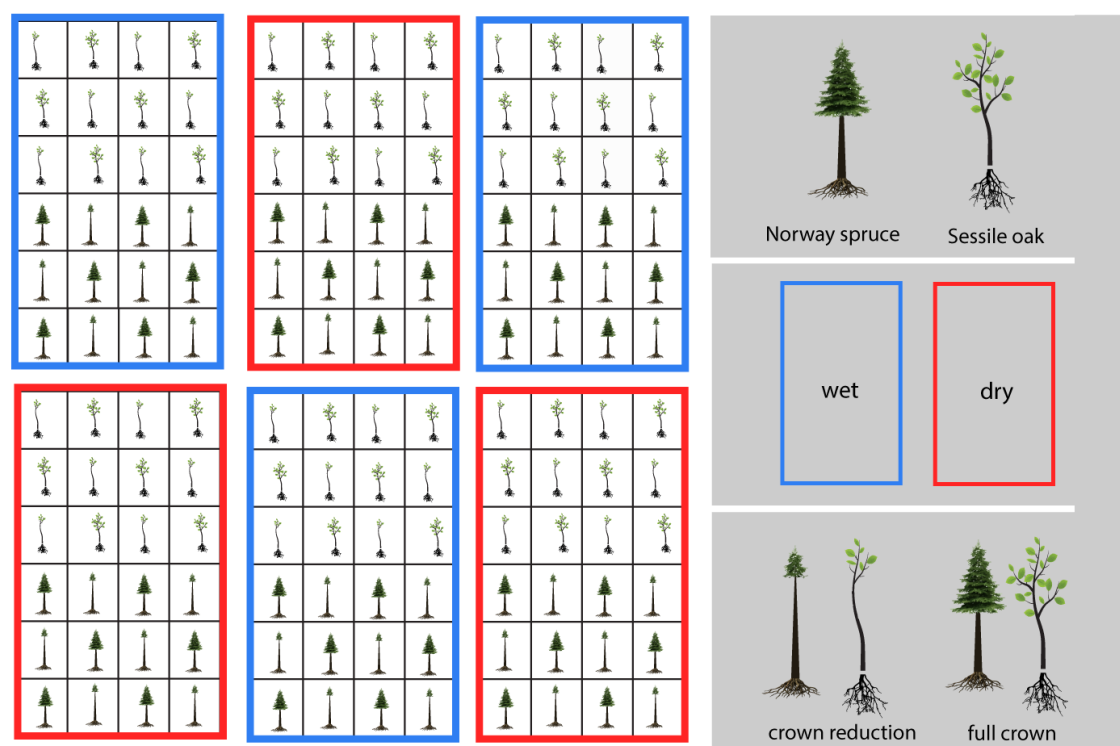 Norway spruce
Sessile oak
wet
dry
crown reduction
full crown